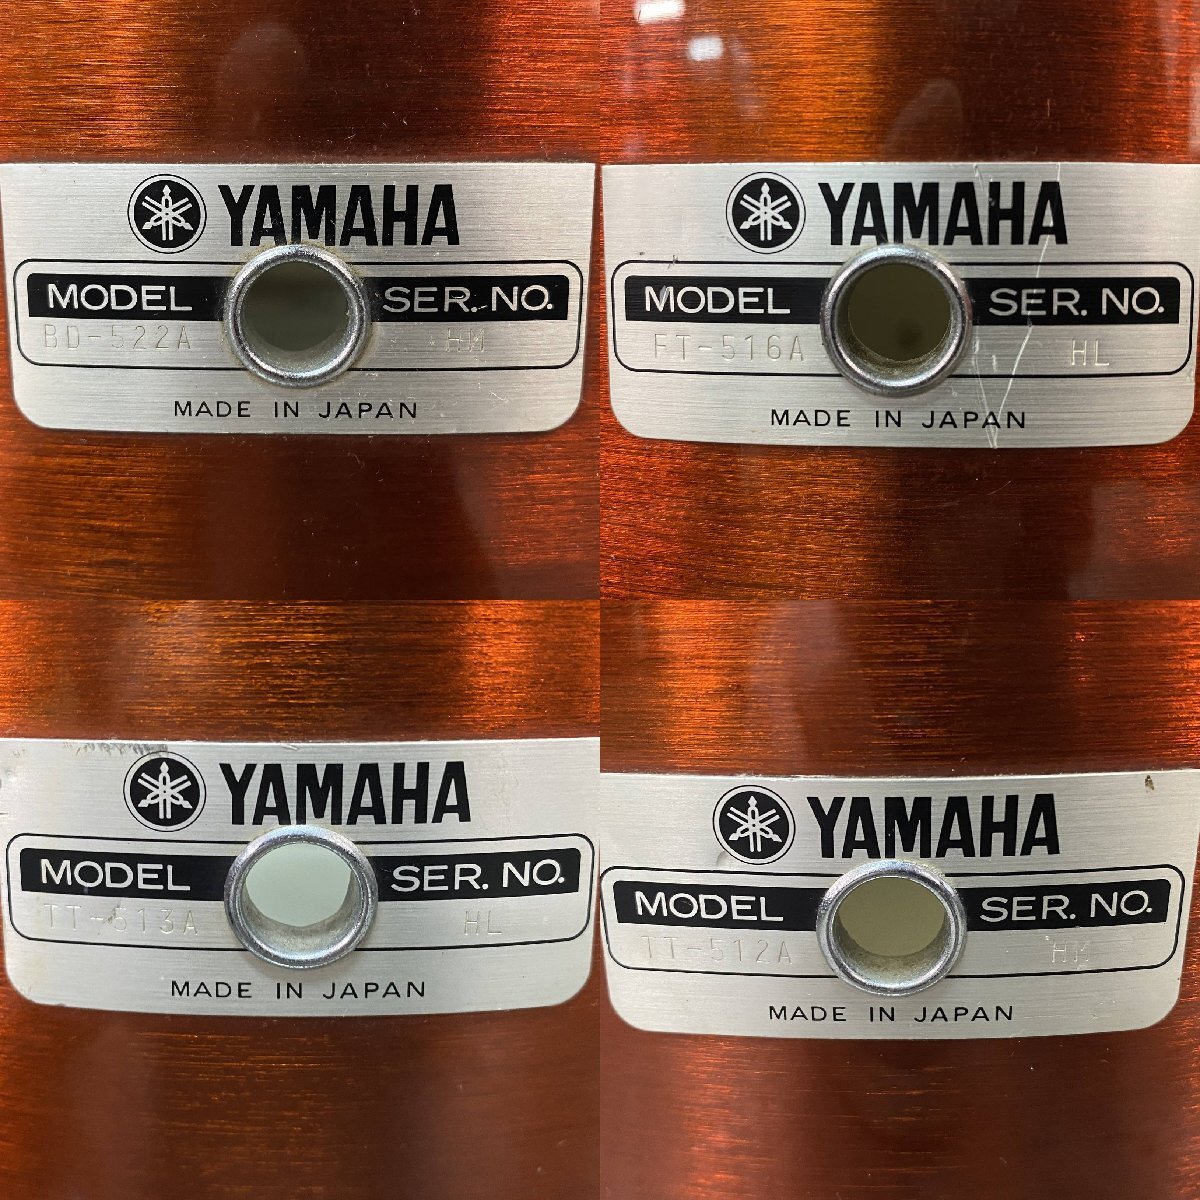 YAMAHA
MODEL SER. NO.
BD-522A HM
MADE IN JAPAN
YAMAHA
MODEL SER. NO.
FT-516A HL
MADE IN JAPAN
YAMAHA
MODEL SER. NO.
TT-513A HL
MADE IN JAPAN
YAMAHA
MODEL SER. NO.
TT-512A HM
MADE IN JAPAN